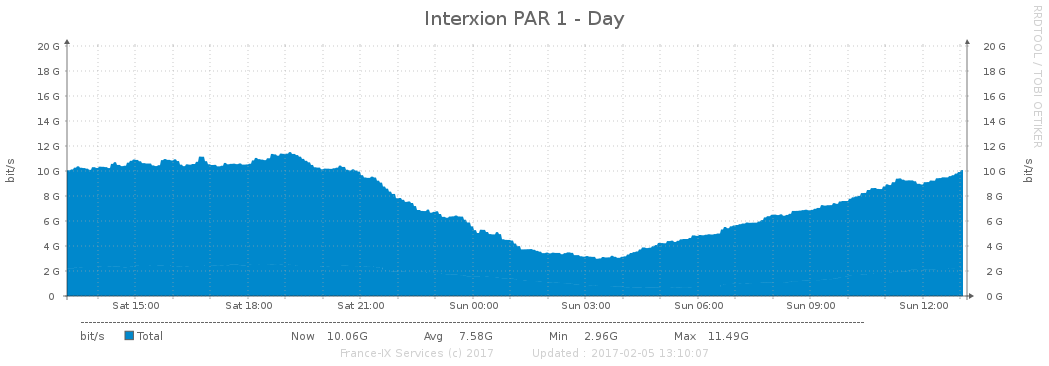 Interxion PAR 1 - Day
RRDTOOL / TOBI OETIKER
20 G 20 G
18 G 18 G
16 G 16 G
14 G 14 G
12 G 12 G
10 G 10 G
8 G 8 G
6 G 6 G
4 G 4 G
2 G 2 G
0 0 G
bit/s
bit/s
Sat 15:00 Sat 18:00 Sat 21:00 Sun 00:00 Sun 03:00 Sun 06:00 Sun 09:00 Sun 12:00
bit/s Total Now 10.06G Avg 7.58G Min 2.96G Max 11.49G
France-IX Services (c) 2017 Updated : 2017-02-05 13:10:07